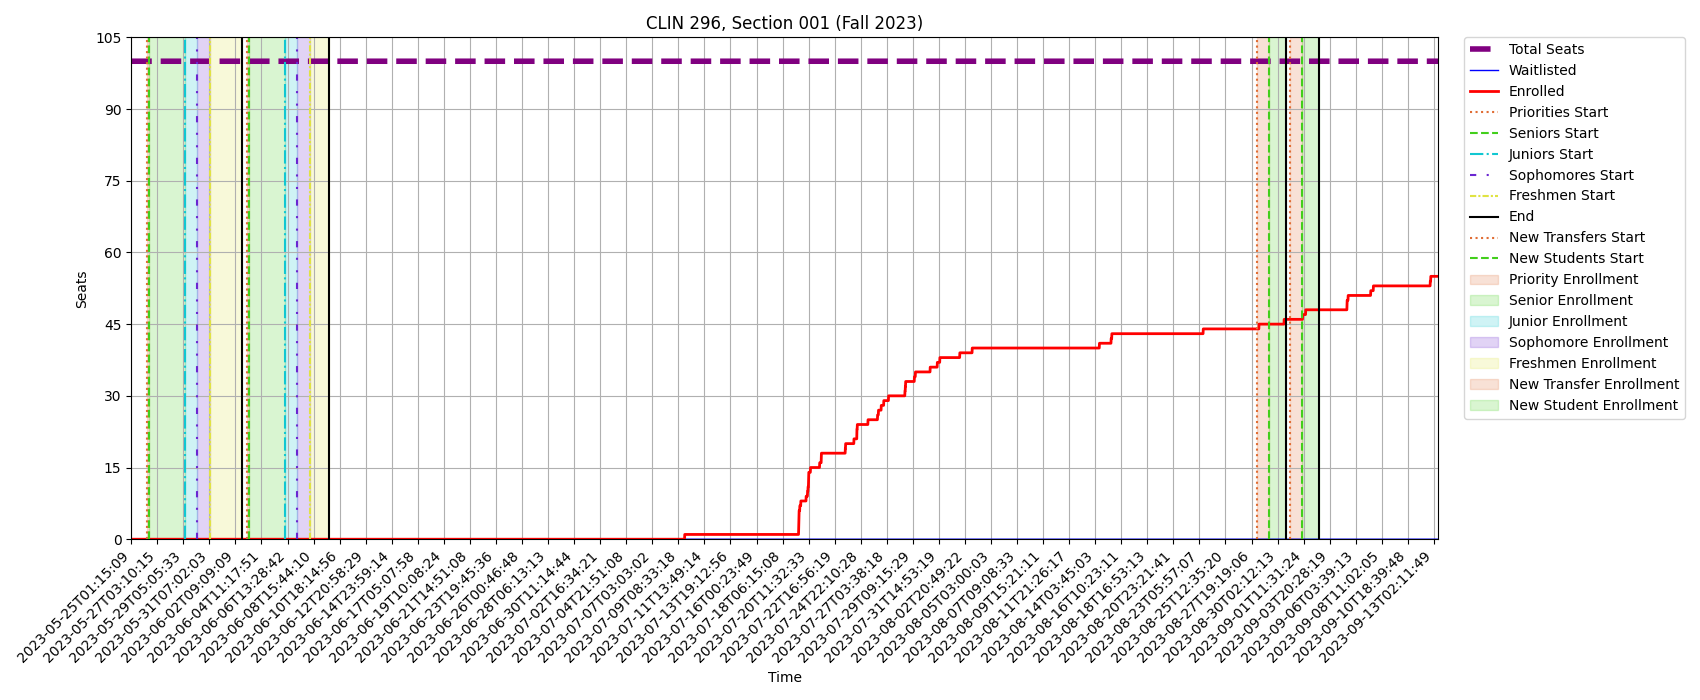 CLIN 296, Section 001 (Fall 2023)
105
90
75
60
45
30
15
0
Seats
2023-05-25T01:15:09
2023-05-27T03:10:15
2023-05-29T05:05:33
2023-05-31T07:02:03
2023-06-02T09:09:09
2023-06-04T11:17:51
2023-06-06T13:28:42
2023-06-08T15:44:10
2023-06-10T18:14:56
2023-06-12T20:58:29
2023-06-14T23:59:14
2023-06-17T05:07:58
2023-06-19T10:08:24
2023-06-21T14:51:08
2023-06-23T19:45:36
2023-06-26T00:46:48
2023-06-28T06:13:13
2023-06-30T11:14:44
2023-07-02T16:34:21
2023-07-04T21:51:08
2023-07-07T03:03:02
2023-07-09T08:33:18
2023-07-11T13:49:14
2023-07-13T19:12:56
2023-07-16T00:23:49
2023-07-18T06:15:08
2023-07-20T11:32:33
2023-07-22T16:56:19
2023-07-24T22:10:28
2023-07-27T03:38:18
2023-07-29T09:15:29
2023-07-31T14:53:19
2023-08-02T20:49:22
2023-08-05T03:00:03
2023-08-07T09:08:33
2023-08-09T15:21:11
2023-08-11T21:26:17
2023-08-14T03:45:03
2023-08-16T10:23:11
2023-08-18T16:53:13
2023-08-20T23:21:41
2023-08-23T05:57:07
2023-08-25T12:35:20
2023-08-27T19:19:06
2023-08-30T02:12:13
2023-09-01T11:31:24
2023-09-03T20:28:19
2023-09-06T03:39:13
2023-09-08T11:02:05
2023-09-10T18:39:48
2023-09-13T02:11:49
Time
Total Seats
Waitlisted
Enrolled
Priorities Start
Seniors Start
Juniors Start
Sophomores Start
Freshmen Start
End
New Transfers Start
New Students Start
Priority Enrollment
Senior Enrollment
Junior Enrollment
Sophomore Enrollment
Freshmen Enrollment
New Transfer Enrollment
New Student Enrollment